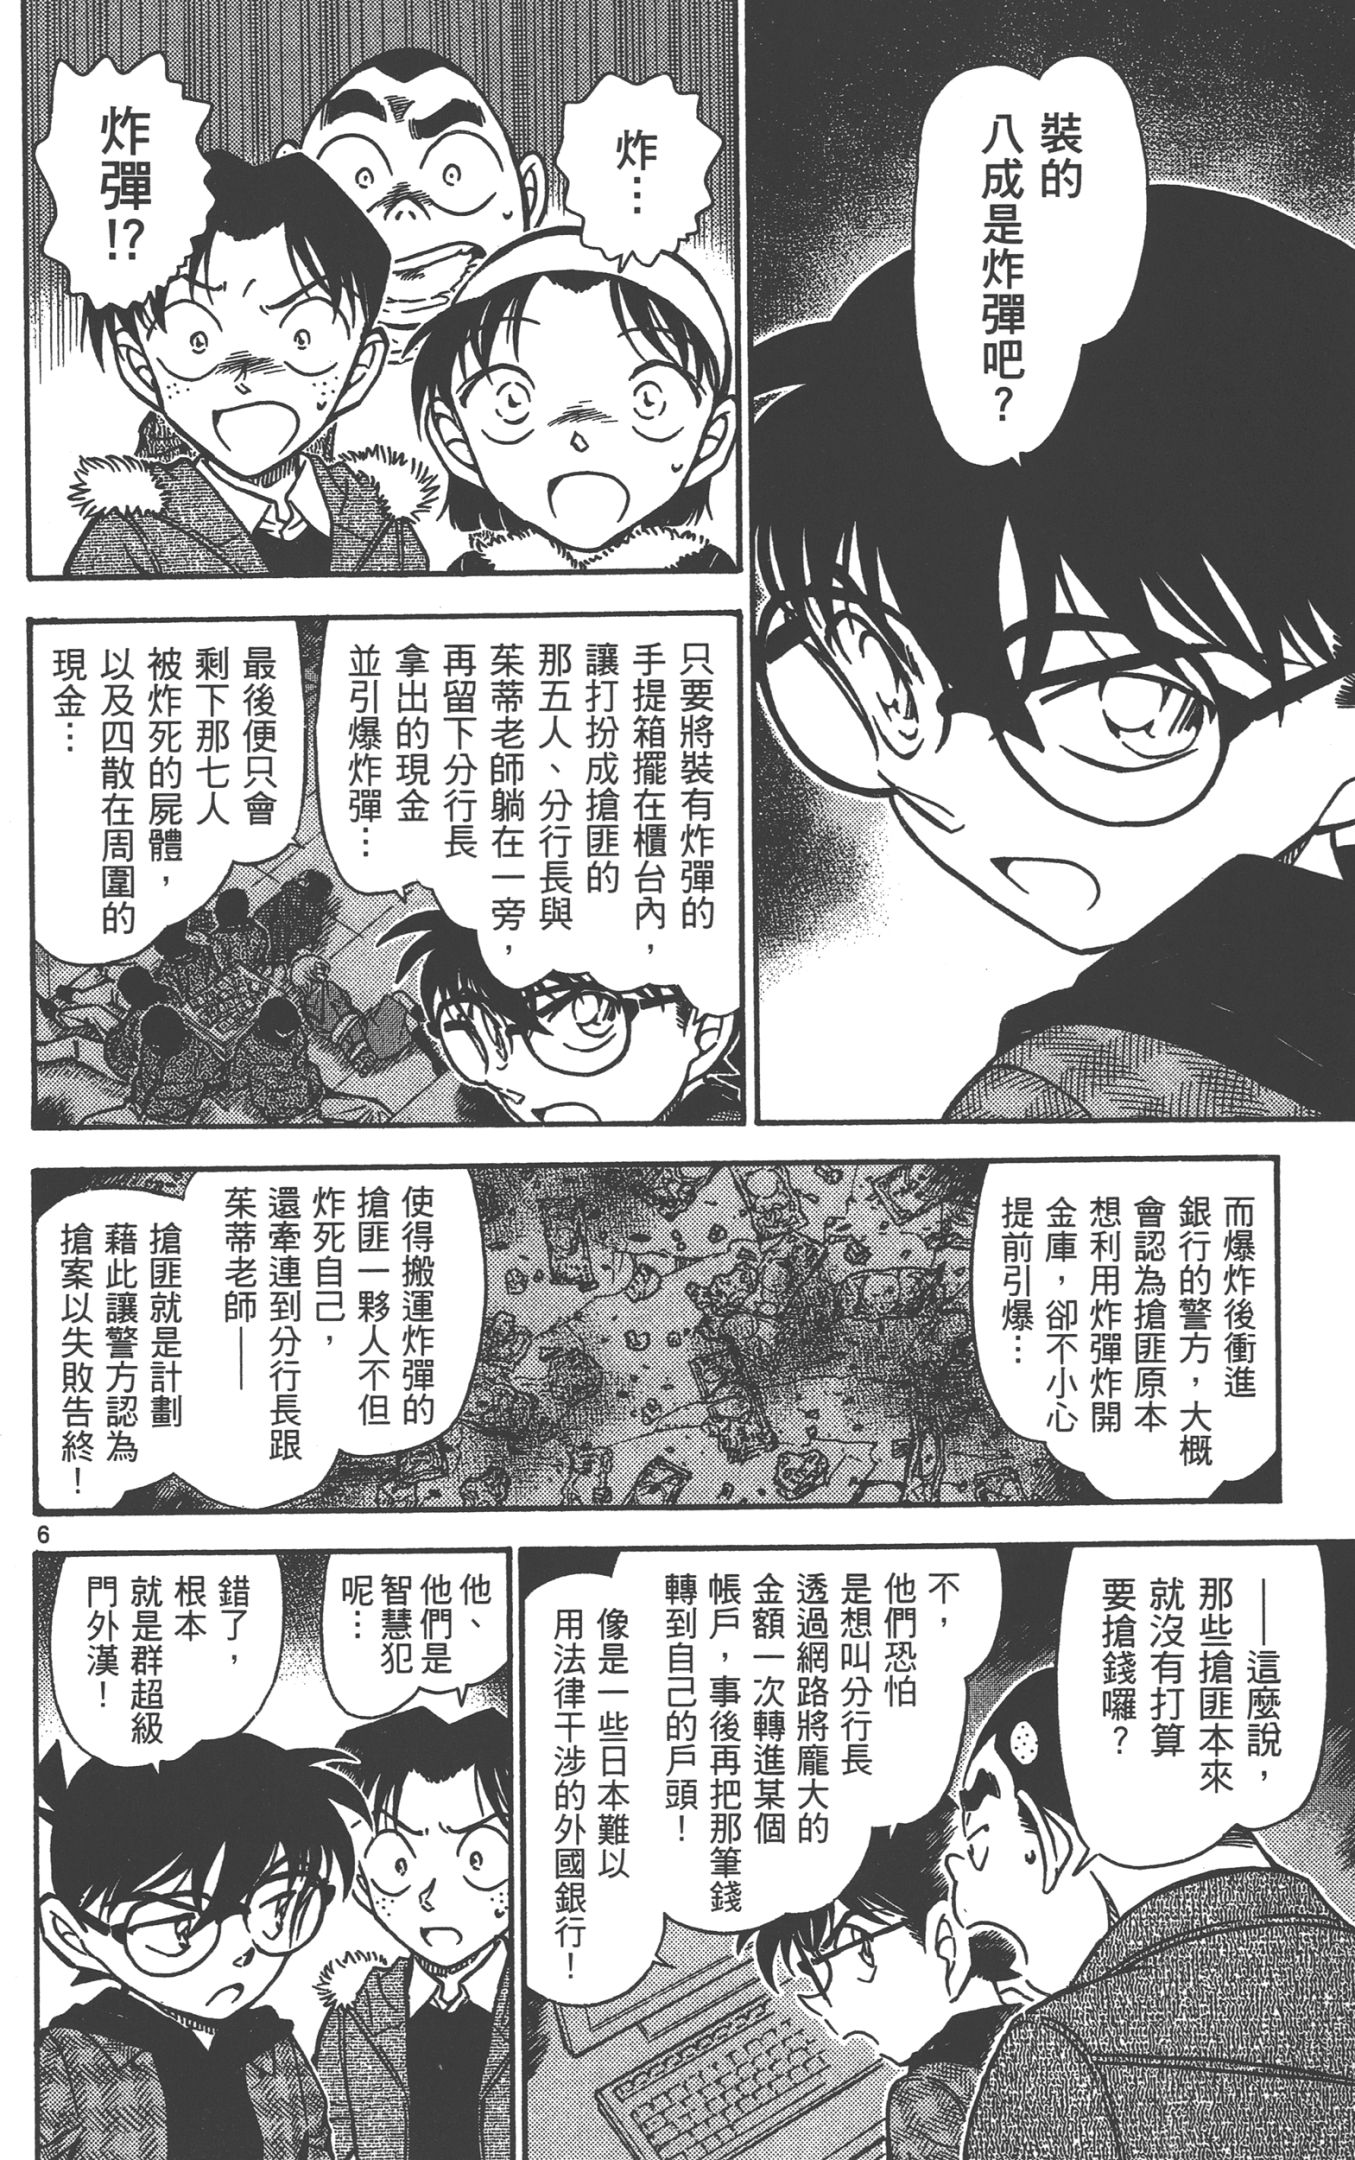 裝的
八成是炸彈吧？
炸…
炸彈!?
只要將裝有炸彈的
手提箱擺在櫃台內，
讓打扮成搶匪的
那五人、分行長與
茱蒂老師躺在一旁，
再留下分行長
拿出的現金
並引爆炸彈…
最後便只會
剩下那七人
被炸死的屍體，
以及四散在周圍的
現金…
而爆炸後衝進
銀行的警方，大概
會認為搶匪原本
想利用炸彈炸開
金庫，卻不小心
提前引爆…
使得搬運炸彈的
搶匪一夥人不但
炸死自己，
還牽連到分行長跟
茱蒂老師——
搶匪就是計劃
藉此讓警方認為
搶案以失敗告終！
——這麼說，
那些搶匪本來
就沒有打算
要搶錢囉？
不，
他們恐怕
是想叫分行長
透過網路將龐大的
金額一次轉進某個
帳戶，事後再把那筆錢
轉到自己的戶頭！
像是一些日本難以
用法律干涉的外國銀行！
他、
他們是
智慧犯
呢…
錯了，
根本
就是群超級
門外漢！
6